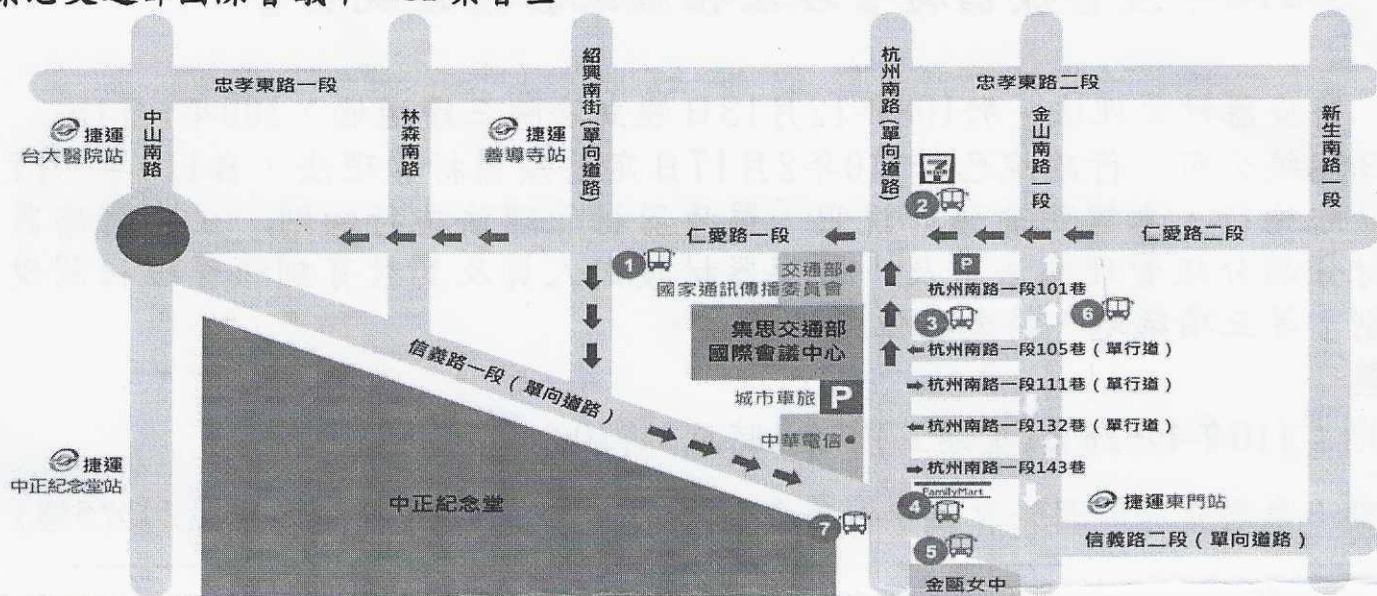 忠孝東路一段
忠孝東路二段
中山南路
林森南路
紹興南街(單向道路)
杭州南路(單向道路)
金山南路一段
新生南路一段
捷運
台大醫院站
捷運
善導寺站
7
2
仁愛路一段
仁愛路二段
1
交通部
國家通訊傳播委員會
P
杭州南路一段101巷
集思交通部
國際會議中心
3
6
杭州南路一段105巷(單行道)
信義路一段(單向道路)
杭州南路一段111巷(單行道)
城市車旅 P
杭州南路一段132巷(單行道)
中華電信
杭州南路一段143巷
捷運
中正紀念堂站
中正紀念堂
FamilyMart
4
捷運東門站
7
5
信義路二段(單向道路)
金甌女中